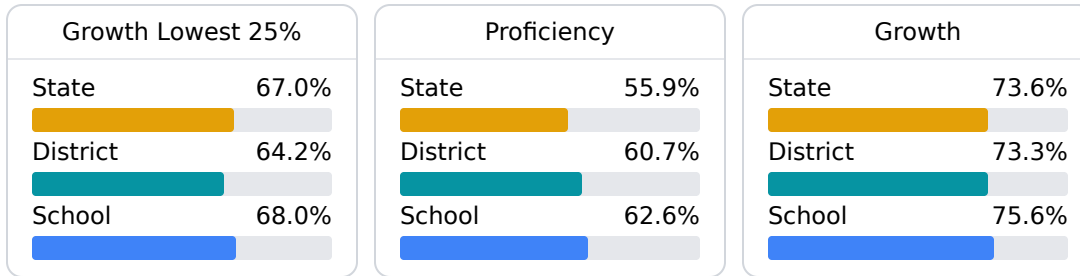 Growth Lowest 25%
State 67.0%
District 64.2%
School 68.0%
Proficiency
State 55.9%
District 60.7%
School 62.6%
Growth
State 73.6%
District 73.3%
School 75.6%